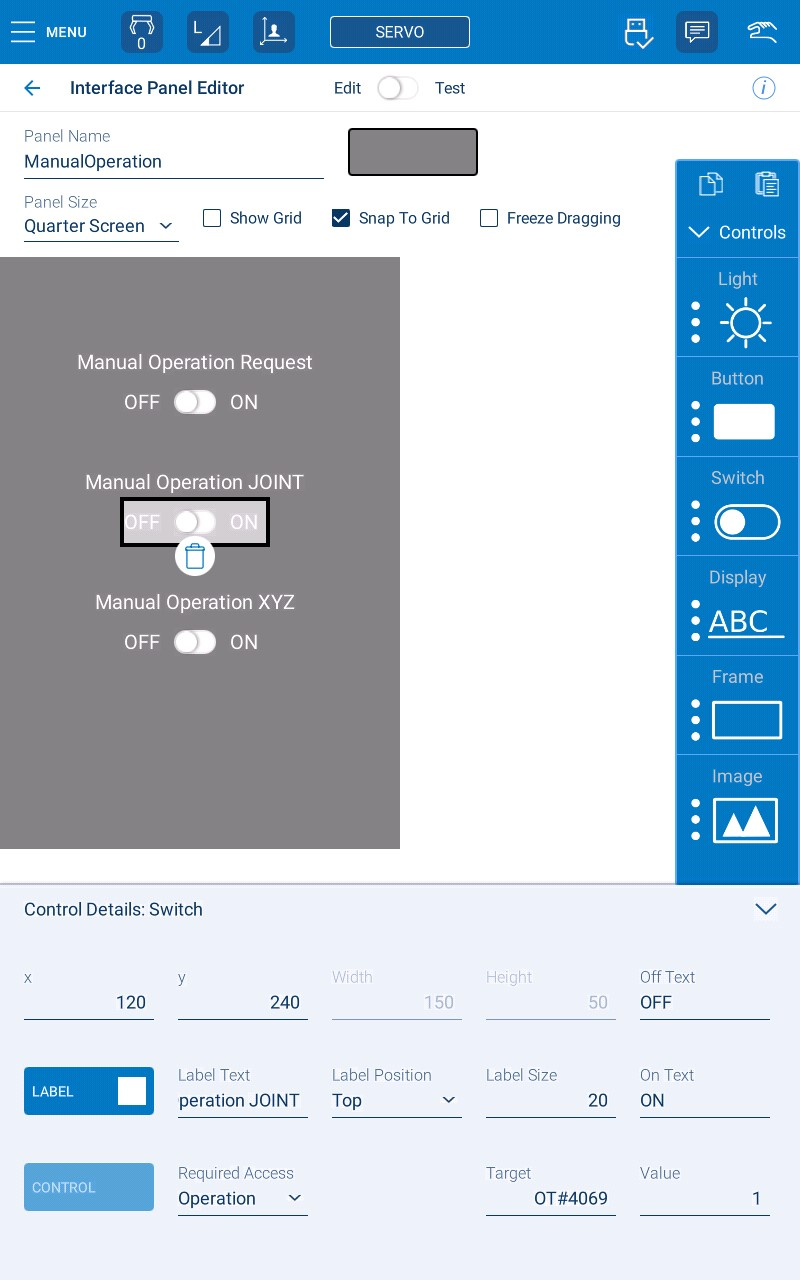 MENU
0
L
SERVO
Interface Panel Editor
Edit
Test
i
Panel Name
ManualOperation
Panel Size
Quarter Screen
Show Grid
Snap To Grid
Freeze Dragging
Controls
Light
Button
Switch
Display
ABC
Frame
Image
Manual Operation Request
OFF ON
Manual Operation JOINT
OFF ON
Manual Operation XYZ
OFF ON
Control Details: Switch
x
120
y
240
Width
150
Height
50
Off Text
OFF
LABEL
Label Text
peration JOINT
Label Position
Top
Label Size
20
On Text
ON
CONTROL
Required Access
Operation
Target
OT#4069
Value
1